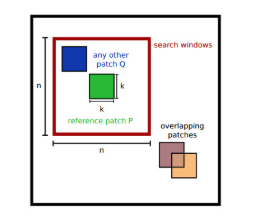 search windows
any other
patch Q
n
k
k
reference patch P
n
overlapping
patches